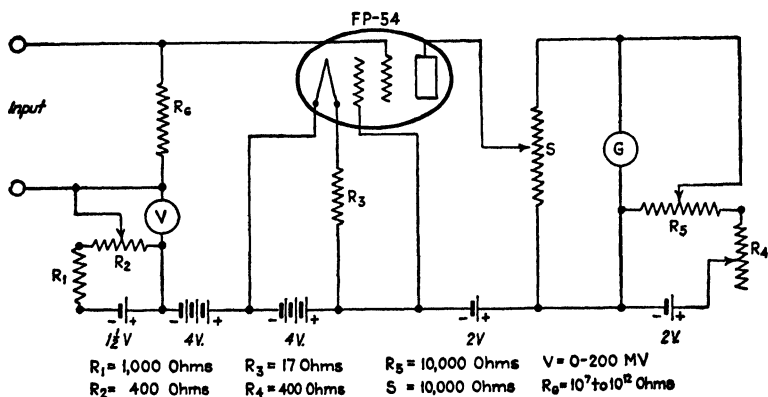 FP-54
Input
R6
V
R1
R2
R3
S
G
R5
R4
- +
1½V
- +
4V.
- +
4V.
- +
2V
- +
2V.
R1 = 1,000 Ohms R3 = 17 Ohms R5 = 10,000 Ohms V = 0-200 MV
R2 = 400 Ohms R4 = 400 Ohms S = 10,000 Ohms RG = 10⁷ to 10¹² Ohms